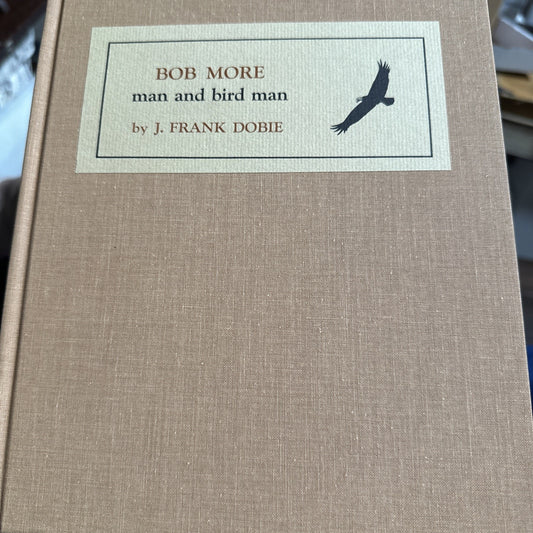 BOB MORE
man and bird man
by J. FRANK DOBIE